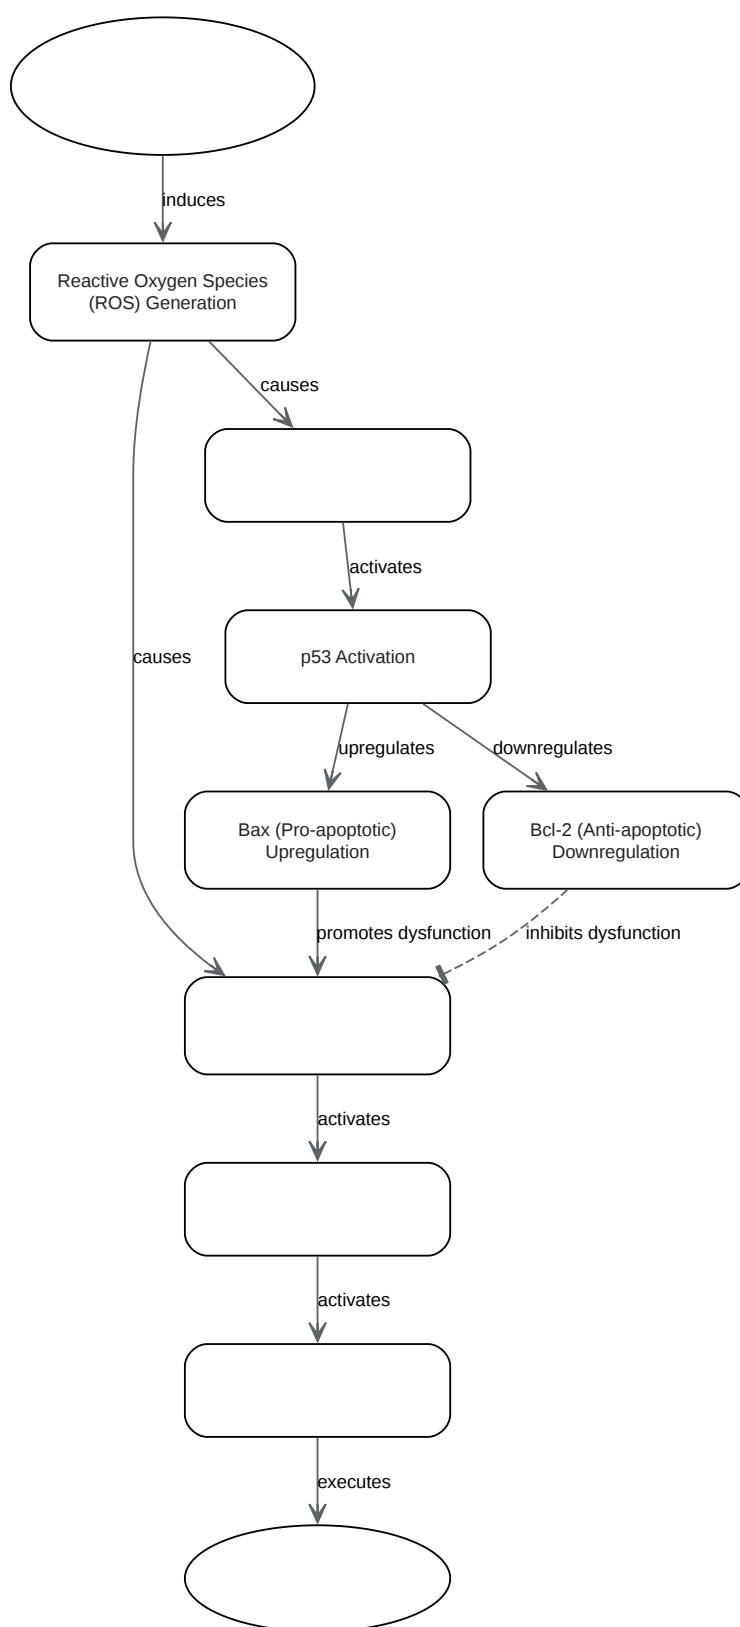 induces
Reactive Oxygen Species
(ROS) Generation
causes
activates
causes
p53 Activation
upregulates
downregulates
Bax (Pro-apoptotic)
Upregulation
Bcl-2 (Anti-apoptotic)
Downregulation
promotes dysfunction
inhibits dysfunction
activates
activates
executes